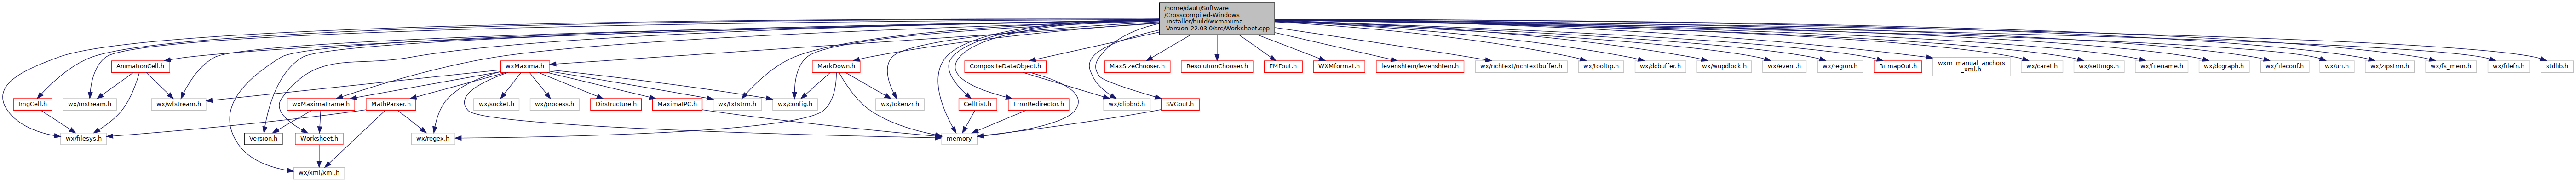 /home/dauti/Software
/Crosscompiled-Windows
-installer/build/wxmaxima
-Version-22.03.0/src/Worksheet.cpp
AnimationCell.h
wxMaxima.h
MarkDown.h
CompositeDataObject.h
MaxSizeChooser.h
ResolutionChooser.h
EMFout.h
WXMformat.h
levenshtein/levenshtein.h
wx/richtext/richtextbuffer.h
wx/tooltip.h
wx/dcbuffer.h
wx/wupdlock.h
wx/event.h
wx/region.h
BitmapOut.h
wxm_manual_anchors
_xml.h
wx/caret.h
wx/settings.h
wx/filename.h
wx/dcgraph.h
wx/fileconf.h
wx/uri.h
wx/zipstrm.h
wx/fs_mem.h
wx/filefn.h
stdlib.h
ImgCell.h
wx/mstream.h
wx/wfstream.h
wxMaximaFrame.h
MathParser.h
wx/socket.h
wx/process.h
Dirstructure.h
MaximaIPC.h
wx/txtstrm.h
wx/config.h
wx/tokenzr.h
CellList.h
ErrorRedirector.h
wx/clipbrd.h
SVGout.h
wx/filesys.h
Version.h
Worksheet.h
wx/regex.h
memory
wx/xml/xml.h